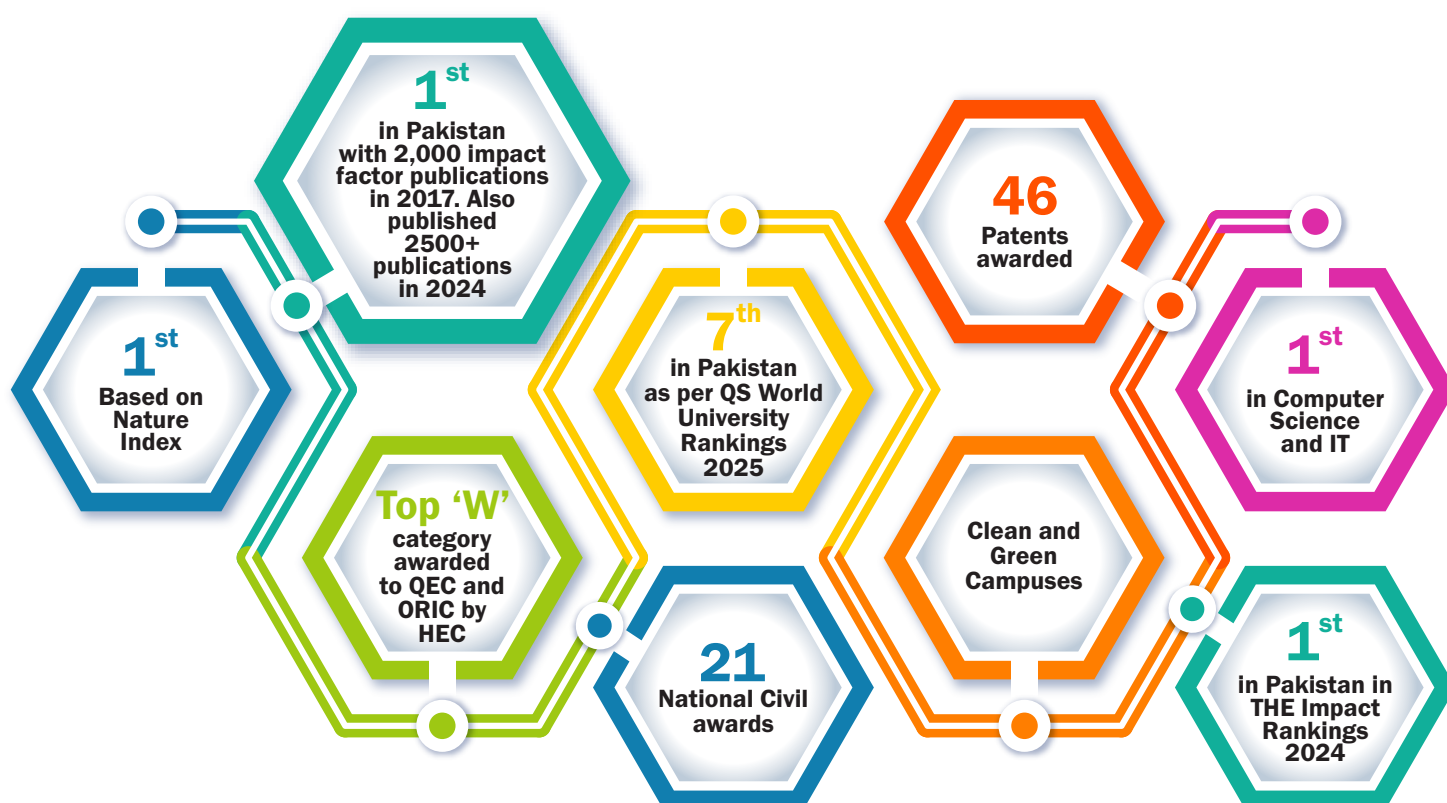 1st
Based on
Nature
Index
1st
in Pakistan
with 2,000 impact
factor publications
in 2017. Also
published
2500+
publications
in 2024
Top ‘W’
category
awarded
to QEC and
ORIC by
HEC
7th
in Pakistan
as per QS World
University
Rankings
2025
21
National Civil
awards
46
Patents
awarded
Clean and
Green
Campuses
1st
in Computer
Science
and IT
1st
in Pakistan in
THE Impact
Rankings
2024